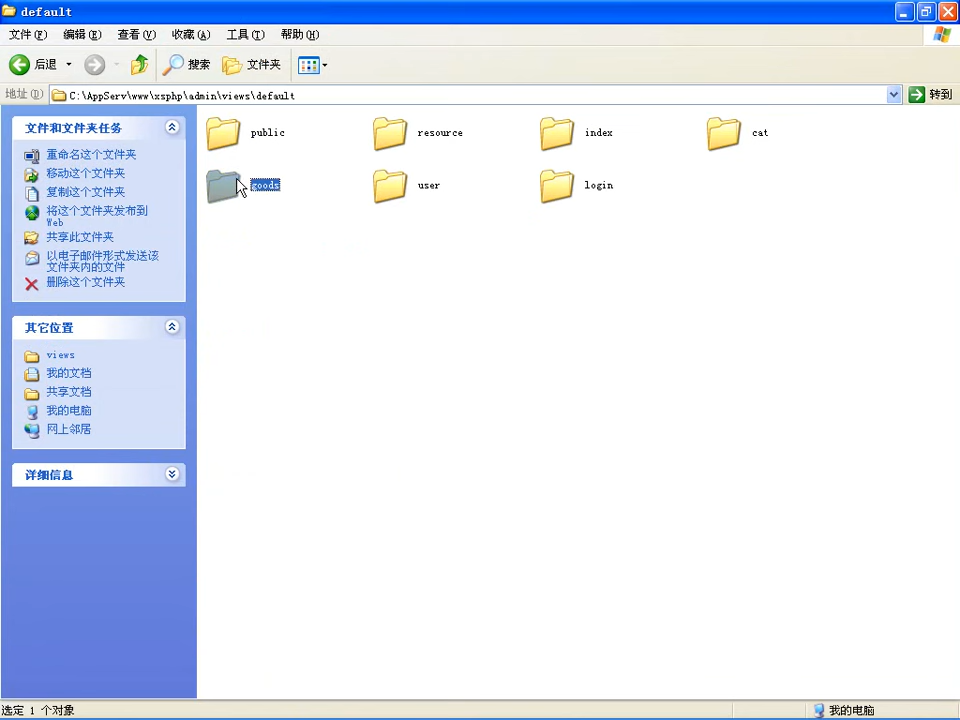 default
文件(F) 编辑(E) 查看(V) 收藏(A) 工具(T) 帮助(H)
后退 搜索 文件夹
地址(D) C:\AppServ\www\xsphp\admin\views\default 转到
文件和文件夹任务
重命名这个文件夹
移动这个文件夹
复制这个文件夹
将这个文件夹发布到
Web
共享此文件夹
以电子邮件形式发送该
文件夹内的文件
删除这个文件夹
其它位置
views
我的文档
共享文档
我的电脑
网上邻居
详细信息
public resource index cat
goods user login
选定 1 个对象 我的电脑